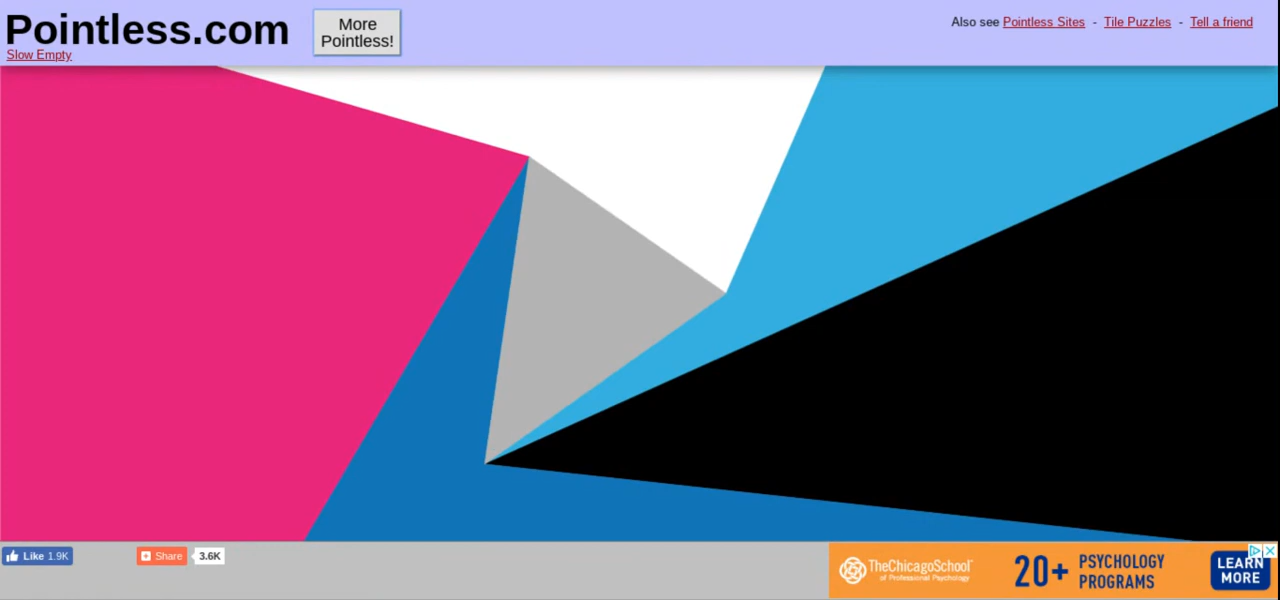 Pointless.com
Slow Empty
More
Pointless!
Also see Pointless Sites - Tile Puzzles - Tell a friend
Like 1.9K
Share
3.6K
TheChicagoSchool
of Professional Psychology
20+ PSYCHOLOGY
PROGRAMS
LEARN
MORE